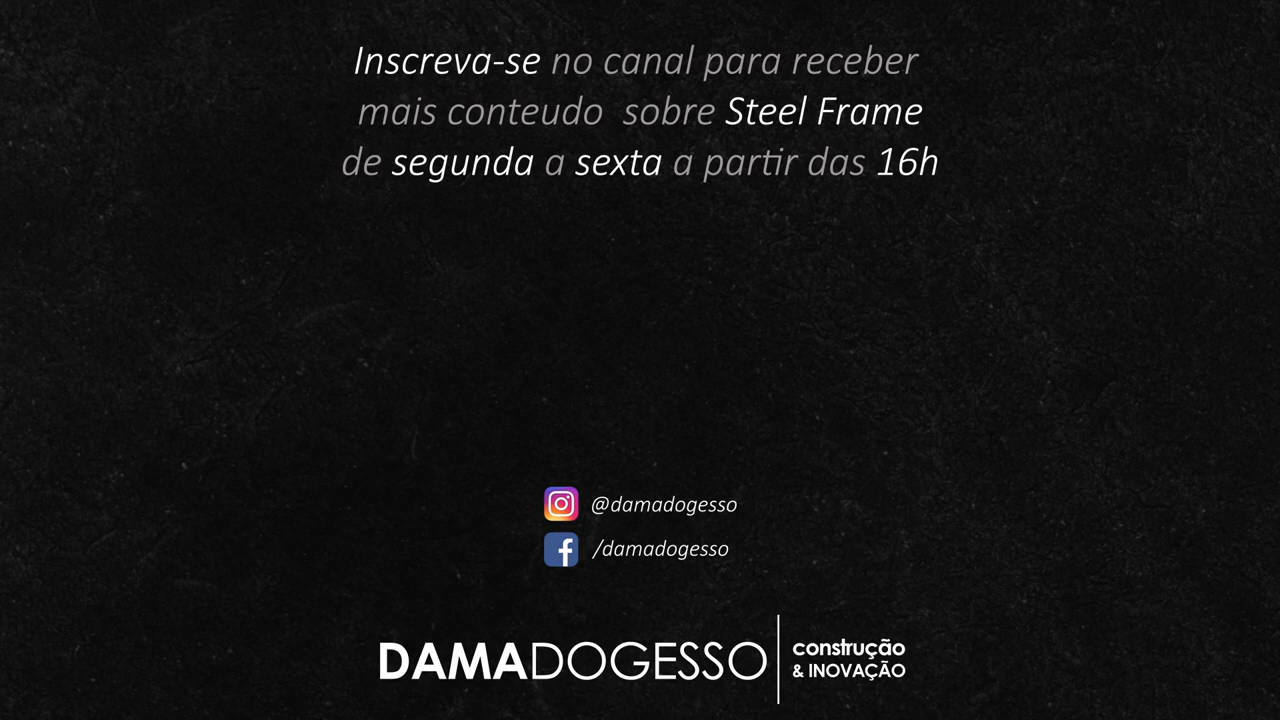 Inscreva-se no canal para receber
mais conteudo sobre Steel Frame
de segunda a sexta a partir das 16h
@damadogesso
/damadogesso
DAMADOGESSO
construção
& INOVAÇÃO